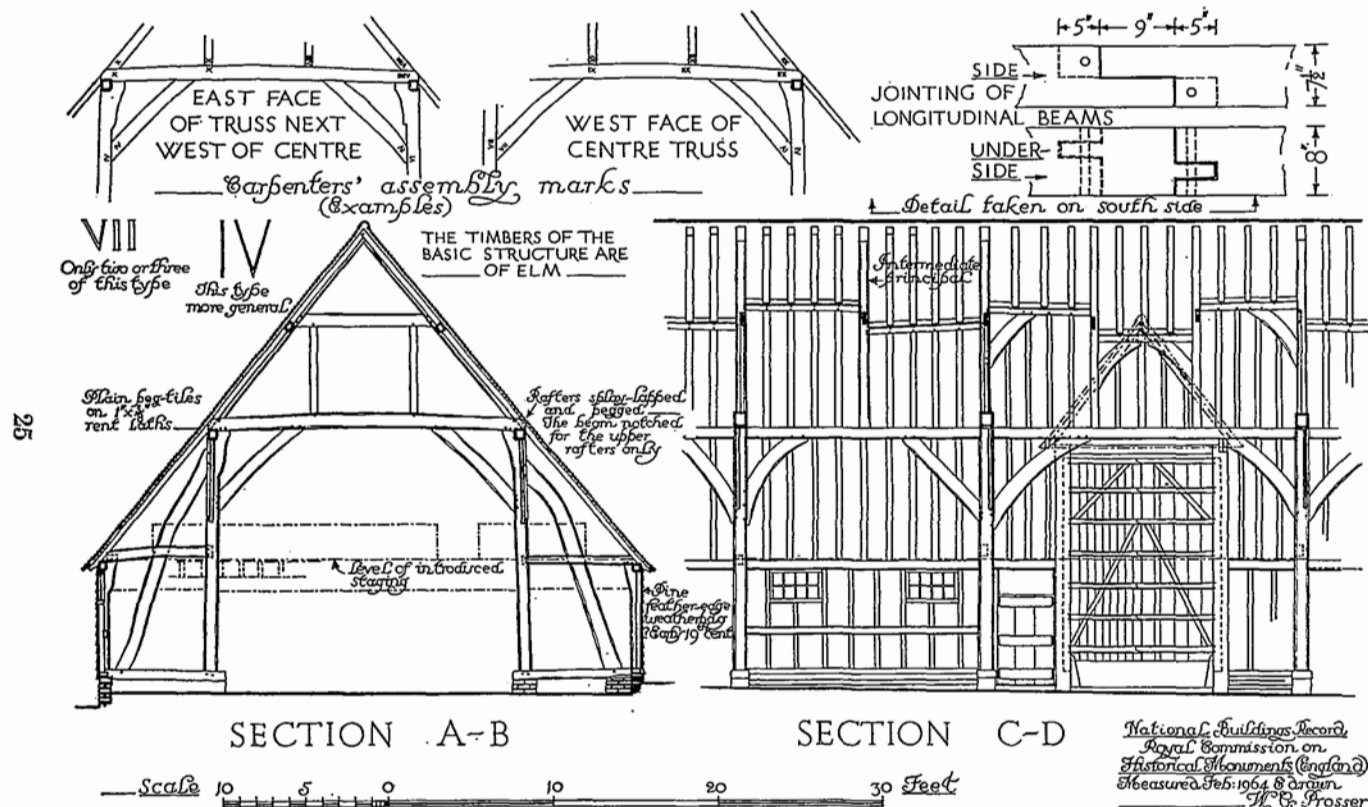 EAST FACE
OF TRUSS NEXT
WEST OF CENTRE
WEST FACE OF
CENTRE TRUSS
Carpenters' assembly marks
(Examples)
5" 9" 5"
SIDE
JOINTING OF
LONGITUDINAL BEAMS
UNDER-
SIDE
7½"
8"
Detail taken on south side
VII
Only two or three
of this type
IV
This type
more general
THE TIMBERS OF THE
BASIC STRUCTURE ARE
OF ELM
Intermediate
principal
Plain peg-tiles
on 1"x
rent laths
Rafters splay-lapped
and pegged
The beam notched
for the upper
rafters only
Level of introduced
staging
Pine
feather-edge
weatherbdg
Early 19 cent.
25
SECTION A-B
SECTION C-D
Scale 10 5 0 10 20 30 Feet
National Buildings Record
Royal Commission on
Historical Monuments (England)
Measured Feb: 1964 & drawn
Prosser